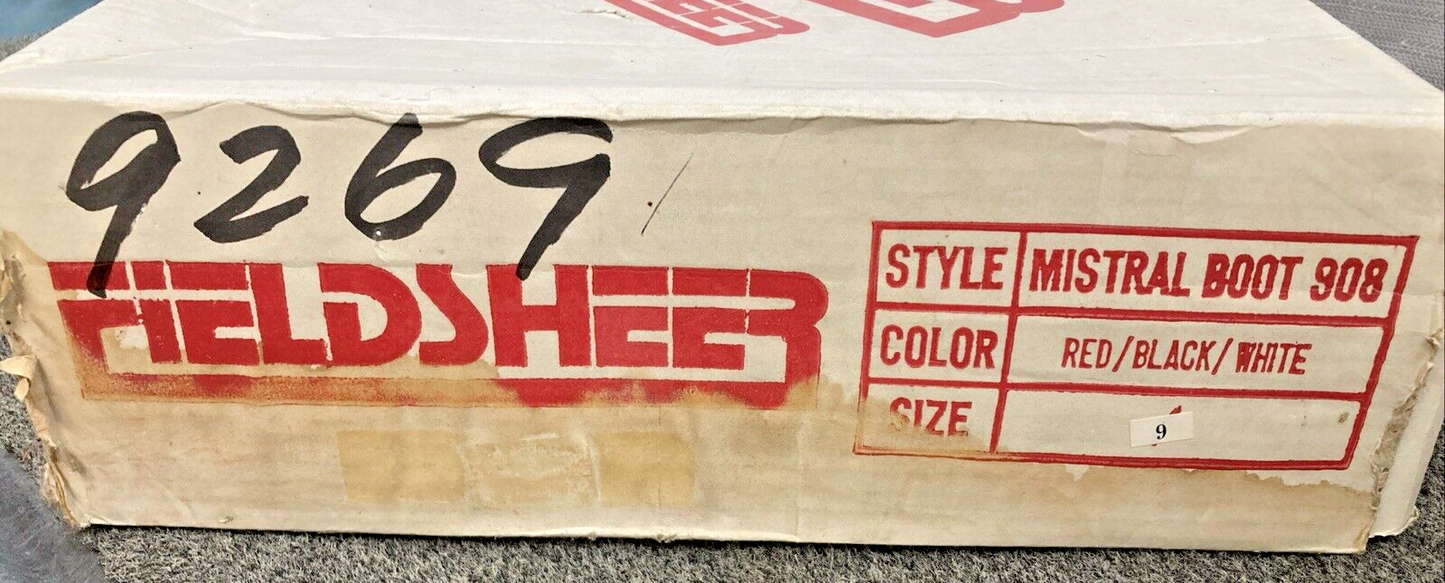 9269
FIELDSHEER
STYLE MISTRAL BOOT 908
COLOR RED/BLACK/WHITE
SIZE 9